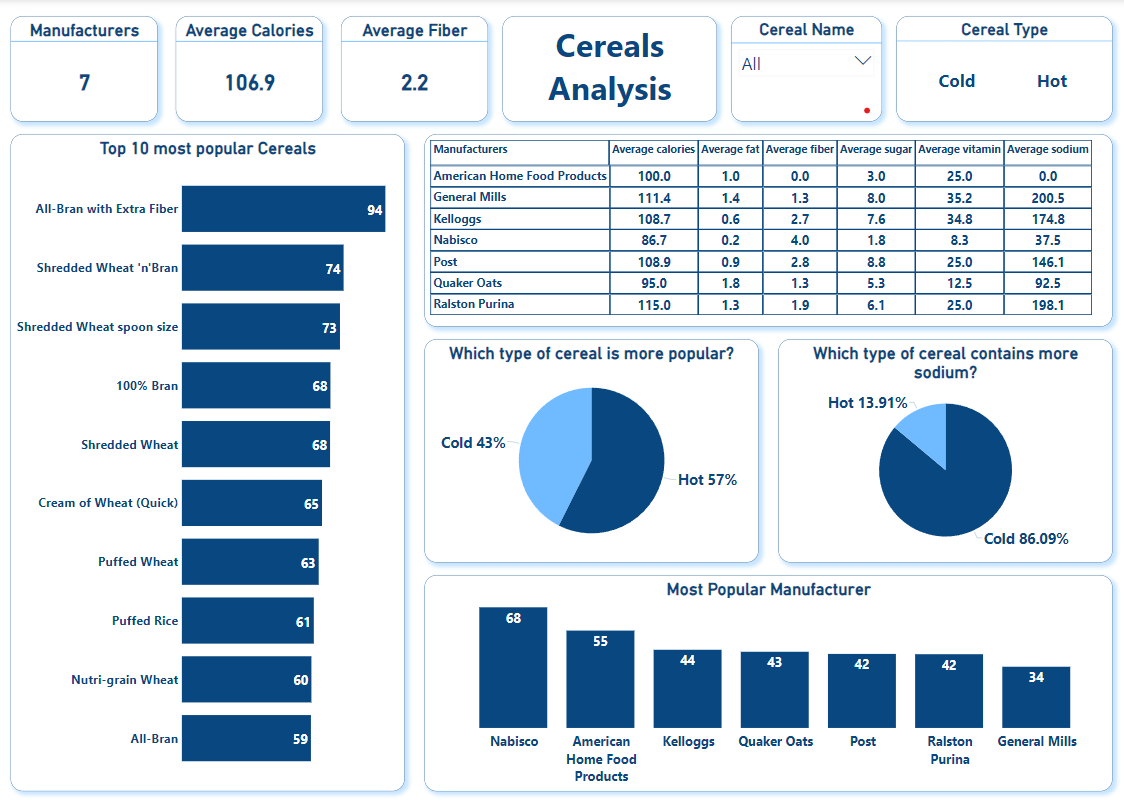 Manufacturers
7
Average Calories
106.9
Average Fiber
2.2
Cereals
Analysis
Cereal Name
All
Cereal Type
Cold Hot
Top 10 most popular Cereals
All-Bran with Extra Fiber 94
Shredded Wheat 'n'Bran 74
Shredded Wheat spoon size 73
100% Bran 68
Shredded Wheat 68
Cream of Wheat (Quick) 65
Puffed Wheat 63
Puffed Rice 61
Nutri-grain Wheat 60
All-Bran 59
Manufacturers Average calories Average fat Average fiber Average sugar Average vitamin Average sodium
American Home Food Products 100.0 1.0 0.0 3.0 25.0 0.0
General Mills 111.4 1.4 1.3 8.0 35.2 200.5
Kelloggs 108.7 0.6 2.7 7.6 34.8 174.8
Nabisco 86.7 0.2 4.0 1.8 8.3 37.5
Post 108.9 0.9 2.8 8.8 25.0 146.1
Quaker Oats 95.0 1.8 1.3 5.3 12.5 92.5
Ralston Purina 115.0 1.3 1.9 6.1 25.0 198.1
Which type of cereal is more popular?
Cold 43%
Hot 57%
Which type of cereal contains more
sodium?
Hot 13.91%
Cold 86.09%
Most Popular Manufacturer
68 55 44 43 42 42 34
Nabisco American Kelloggs Quaker Oats Post Ralston General Mills
Home Food Purina
Products